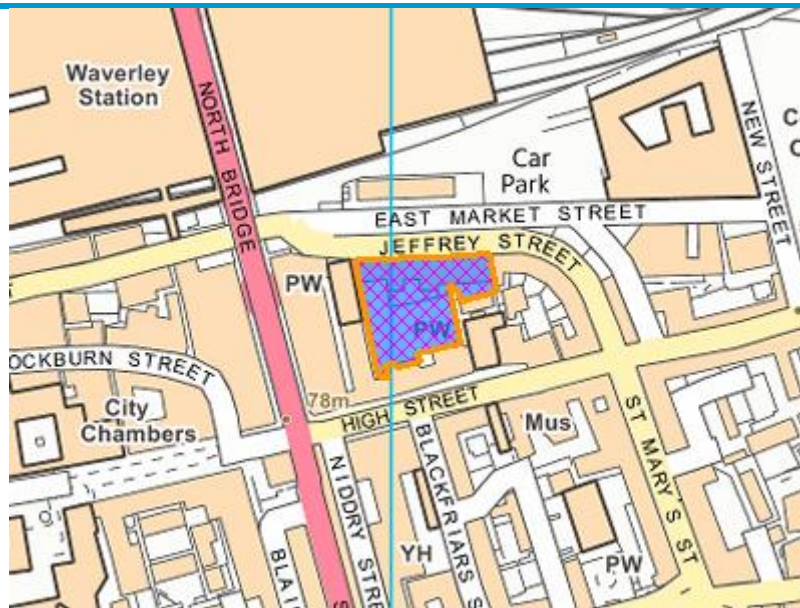 Waverley
Station
NORTH BRIDGE
NEW STREET
Car
Park
EAST MARKET STREET
JEFFREY STREET
PW
PW
OCKBURN STREET
City
Chambers
78m
HIGH STREET
Mus
BLACKFRIARS S
NIDDRY STRE
ST MARY'S ST
YH
PW
BLAI
S
C
C